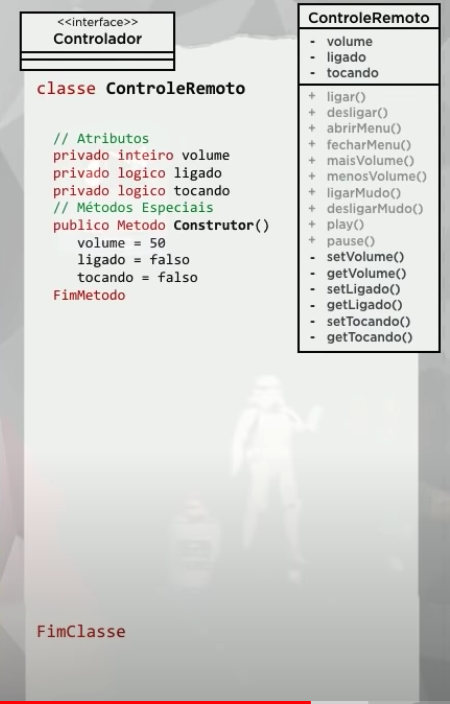 <<interface>>
Controlador
classe ControleRemoto
// Atributos
privado inteiro volume
privado logico ligado
privado logico tocando
// Métodos Especiais
publico Metodo Construtor()
volume = 50
ligado = falso
tocando = falso
FimMetodo
FimClasse
ControleRemoto
- volume
- ligado
- tocando
+ ligar()
+ desligar()
+ abrirMenu()
+ fecharMenu()
+ maisVolume()
+ menosVolume()
+ ligarMudo()
+ desligarMudo()
+ play()
+ pause()
- setVolume()
- getVolume()
- setLigado()
- getLigado()
- setTocando()
- getTocando()